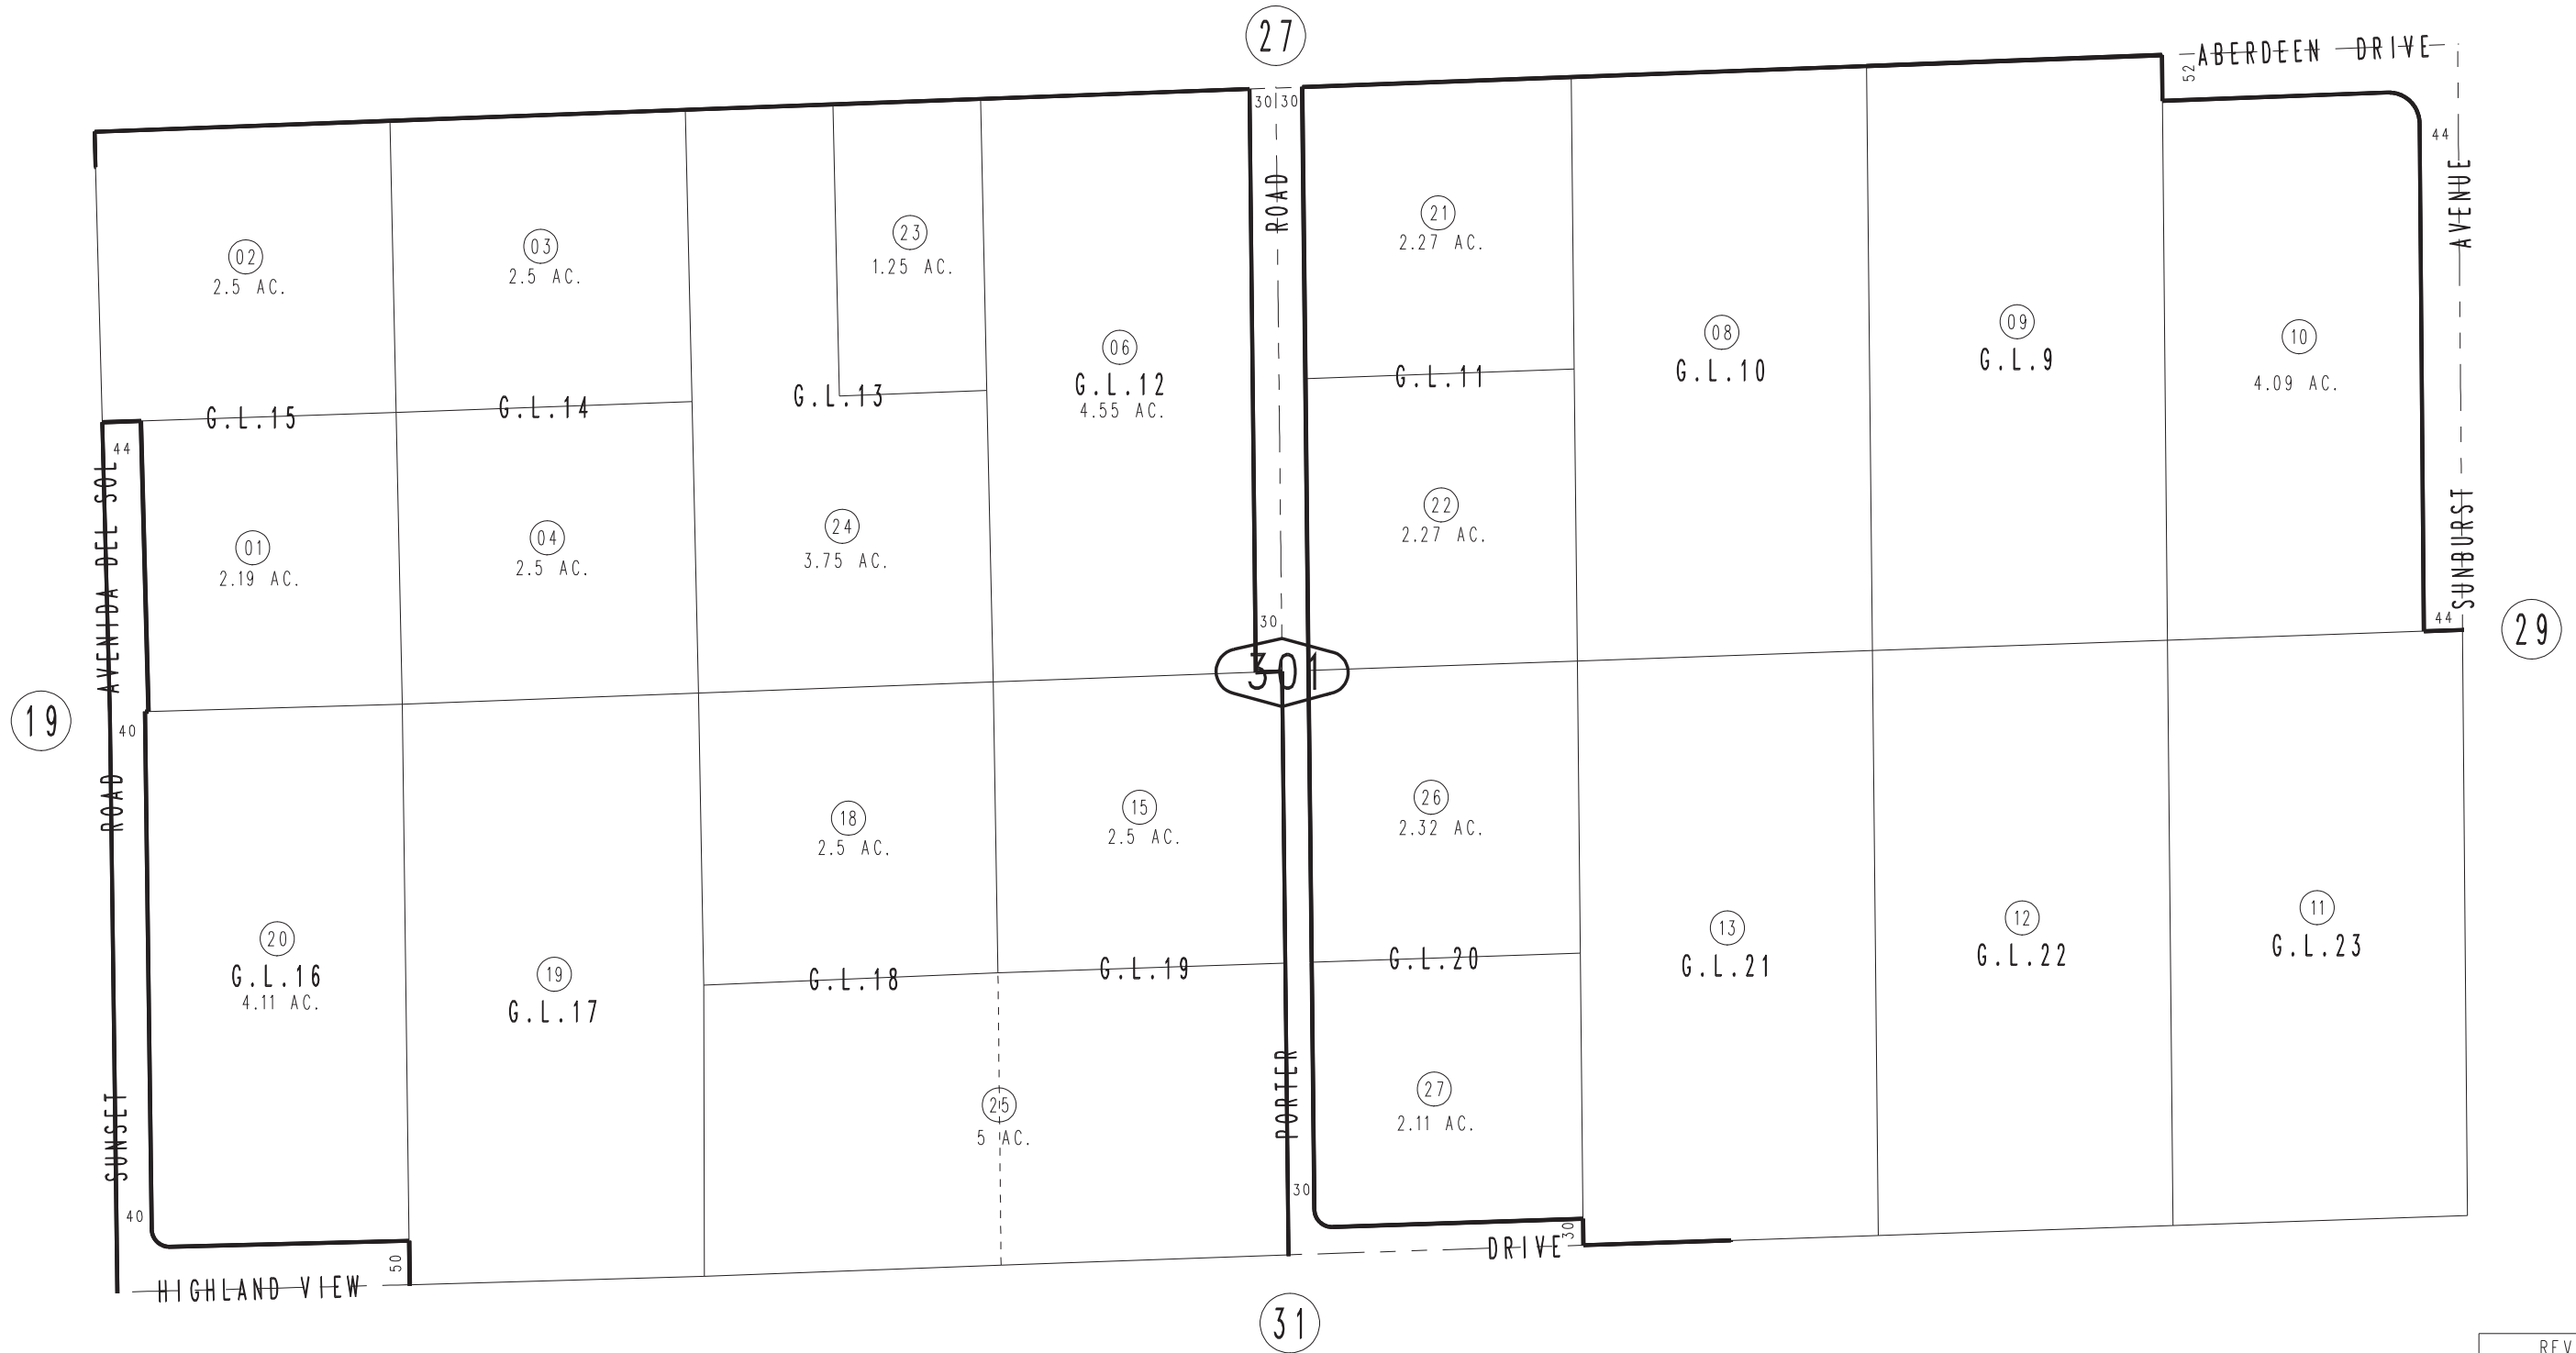 27
ABERDEEN DRIVE
52
30 30
44
ROAD
AVENUE
02
2.5 AC.
03
2.5 AC.
23
1.25 AC.
21
2.27 AC.
06
G.L.12
4.55 AC.
08
G.L.10
09
G.L.9
10
4.09 AC.
G.L.15
G.L.14
G.L.13
G.L.11
44
AVENIDA DEL SOL
01
2.19 AC.
04
2.5 AC.
24
3.75 AC.
22
2.27 AC.
SUNBURST
30
44
301
29
19
40
ROAD
18
2.5 AC.
15
2.5 AC.
26
2.32 AC.
20
G.L.16
4.11 AC.
19
G.L.17
G.L.18
G.L.19
G.L.20
13
G.L.21
12
G.L.22
11
G.L.23
SUNSET
25
5 AC.
PORTER
27
2.11 AC.
40
30
50
30
HIGHLAND VIEW
DRIVE
31
REV